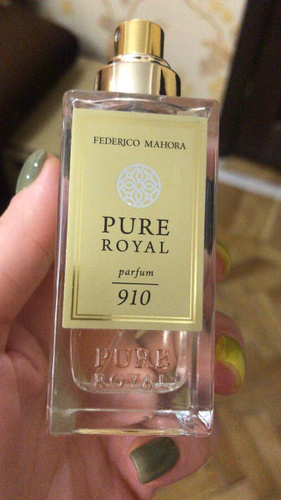 FEDERICO MAHORA
PURE
ROYAL
parfum
910
PURE
ROYAL